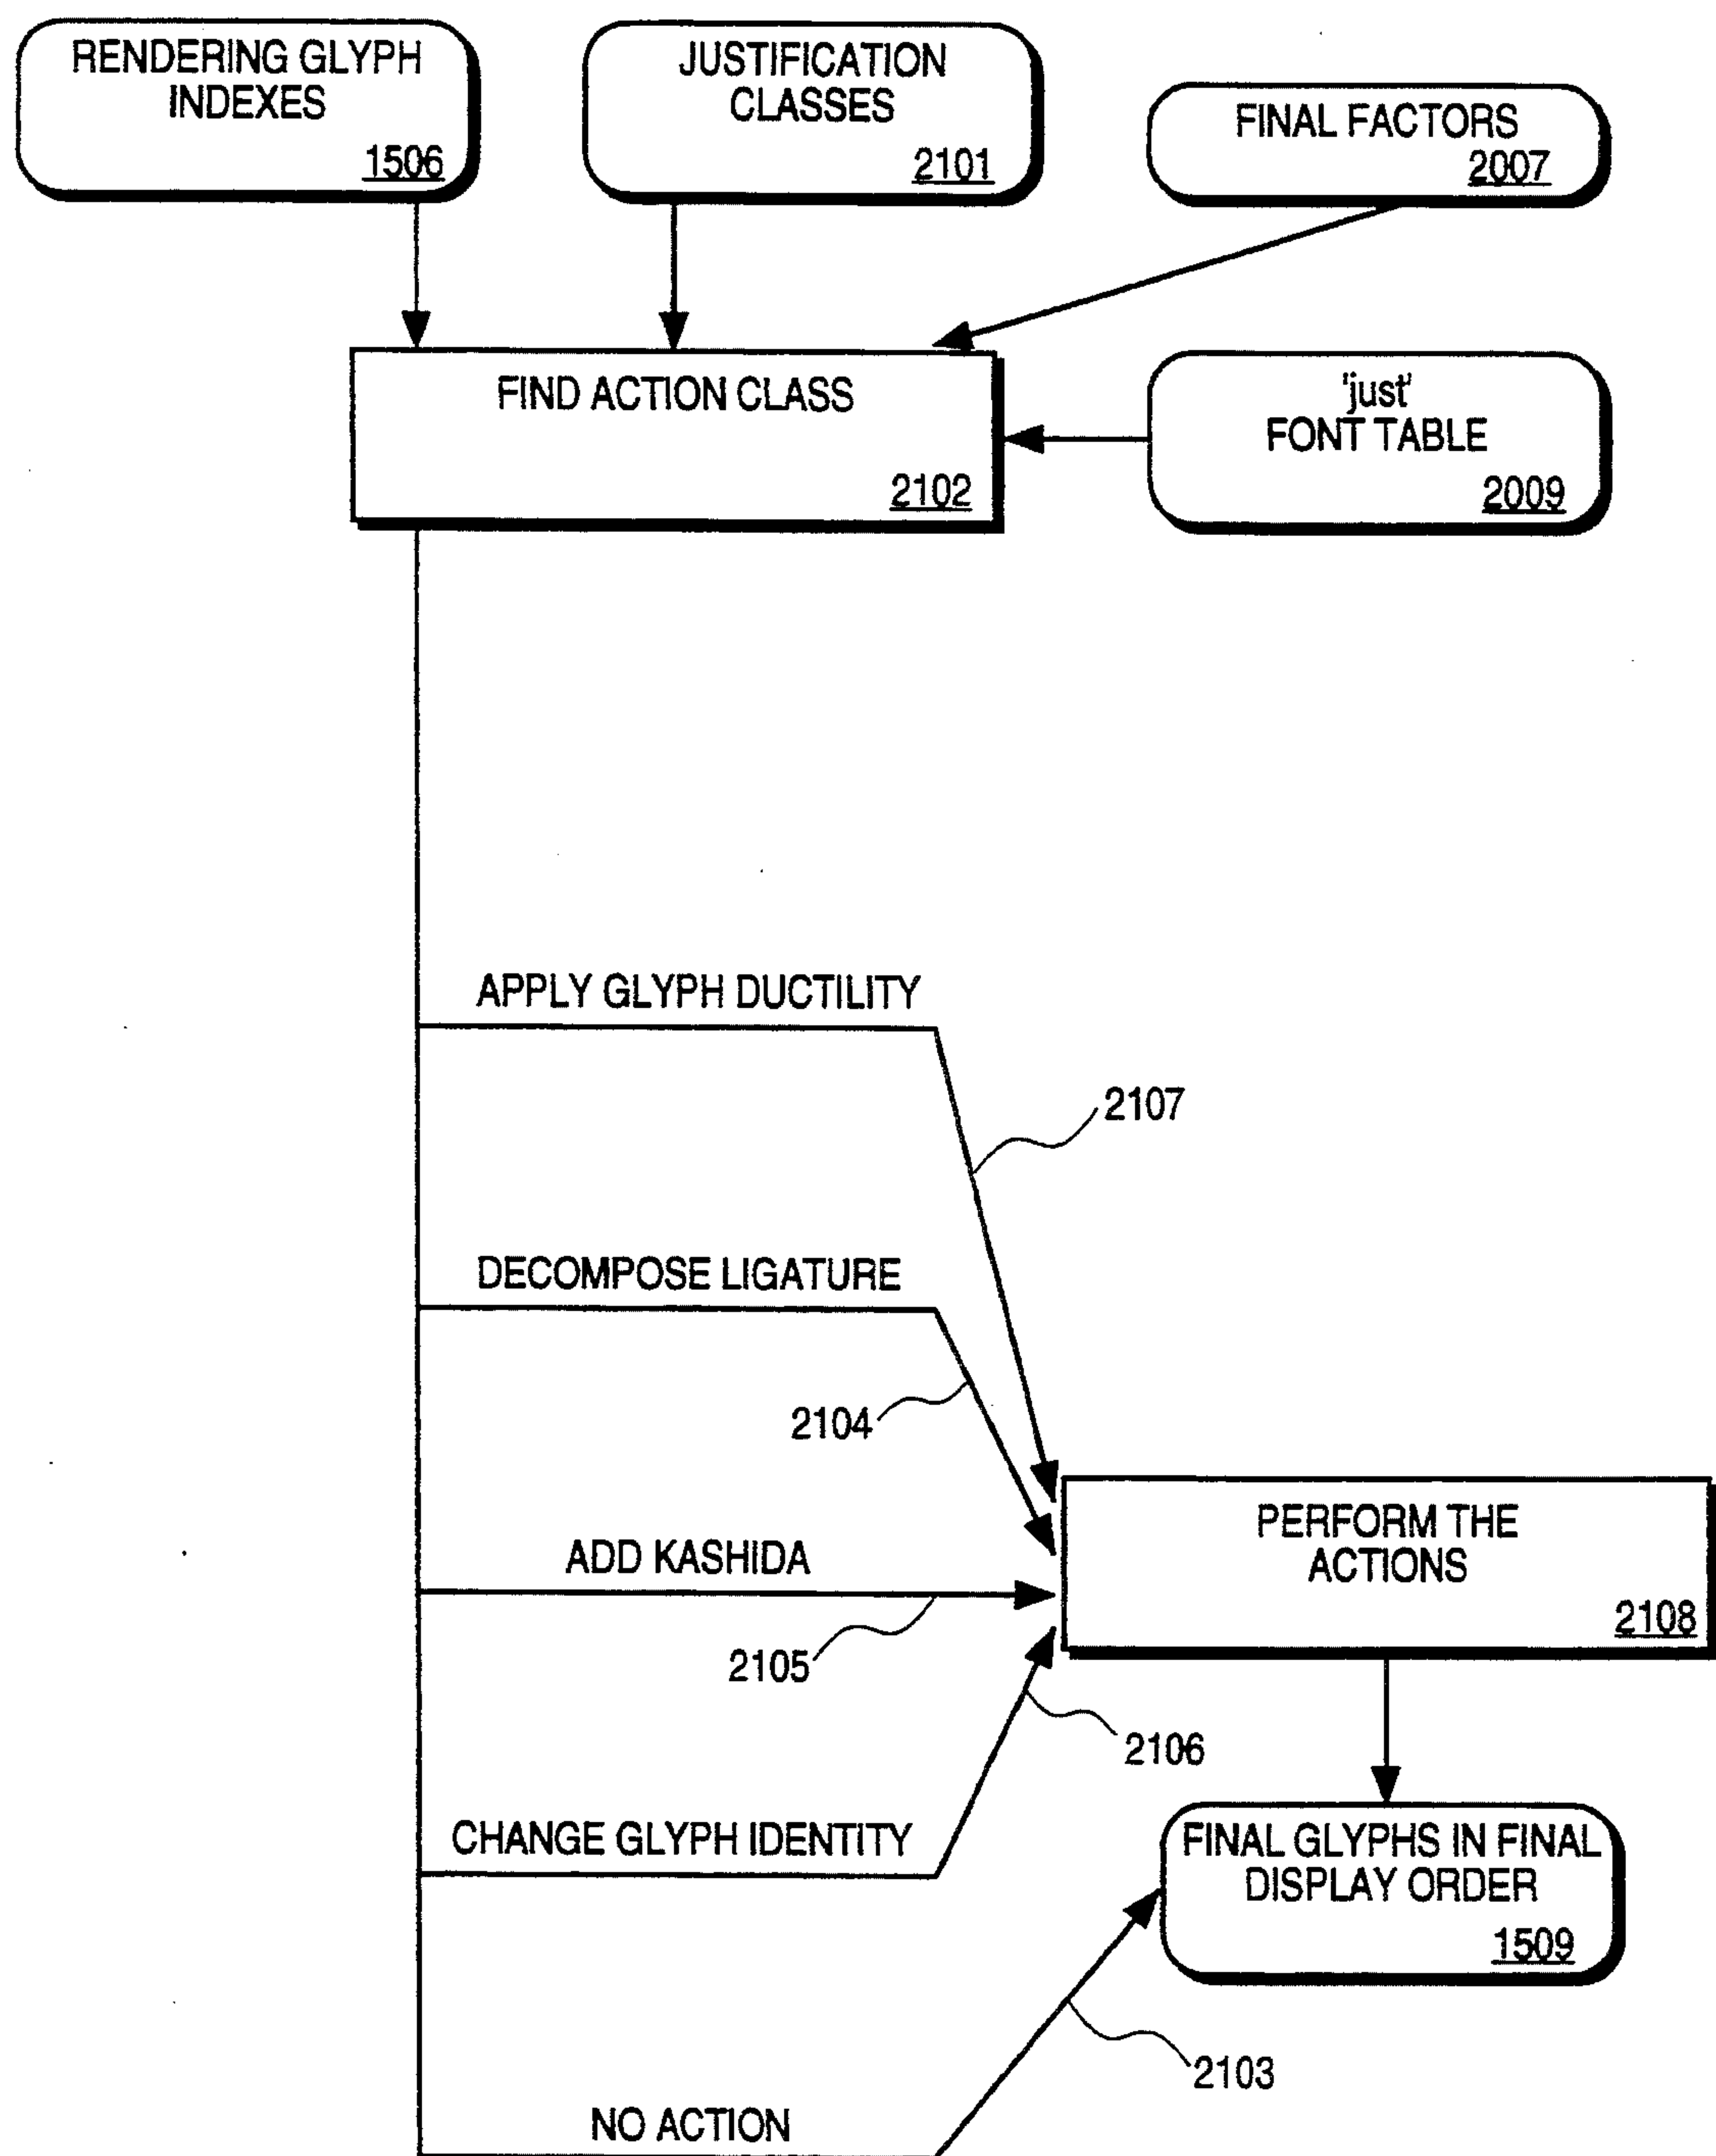 RENDERING GLYPH
INDEXES
1506
JUSTIFICATION
CLASSES
2101
FINAL FACTORS
2007
FIND ACTION CLASS
2102
'just'
FONT TABLE
2009
APPLY GLYPH DUCTILITY
2107
DECOMPOSE LIGATURE
2104
ADD KASHIDA
2105
PERFORM THE
ACTIONS
2108
2106
CHANGE GLYPH IDENTITY
FINAL GLYPHS IN FINAL
DISPLAY ORDER
1509
2103
NO ACTION